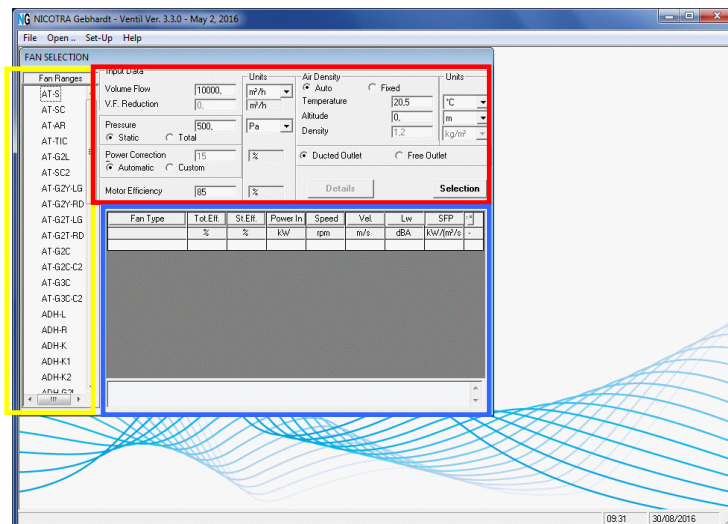 NG NICOTRA Gebhardt - Ventil Ver. 3.3.0 - May 2, 2016
File Open .. Set-Up Help
FAN SELECTION
Fan Ranges
AT-S
AT-SC
AT-AR
AT-TIC
AT-G2L
AT-SC2
AT-G2Y-LG
AT-G2Y-RD
AT-G2T-LG
AT-G2T-RD
AT-G2C
AT-G2C-C2
AT-G3C
AT-G3C-C2
ADH-L
ADH-R
ADH-K
ADH-K1
ADH-K2
ADH-G2L
Input Data Units
Volume Flow 10000, m³/h
V.F. Reduction 0, m³/h
Pressure 500, Pa
Static Total
Power Correction 15 %
Automatic Custom
Motor Efficiency 85 %
Air Density Units
Auto Fixed
Temperature 20,5 °C
Altitude 0, m
Density 1,2 kg/m³
Ducted Outlet Free Outlet
Details Selection
Fan Type Tot.Eff. St.Eff. Power In Speed Vel. Lw SFP
% % kW rpm m/s dBA kW/(m³/s -
09:31 30/08/2016